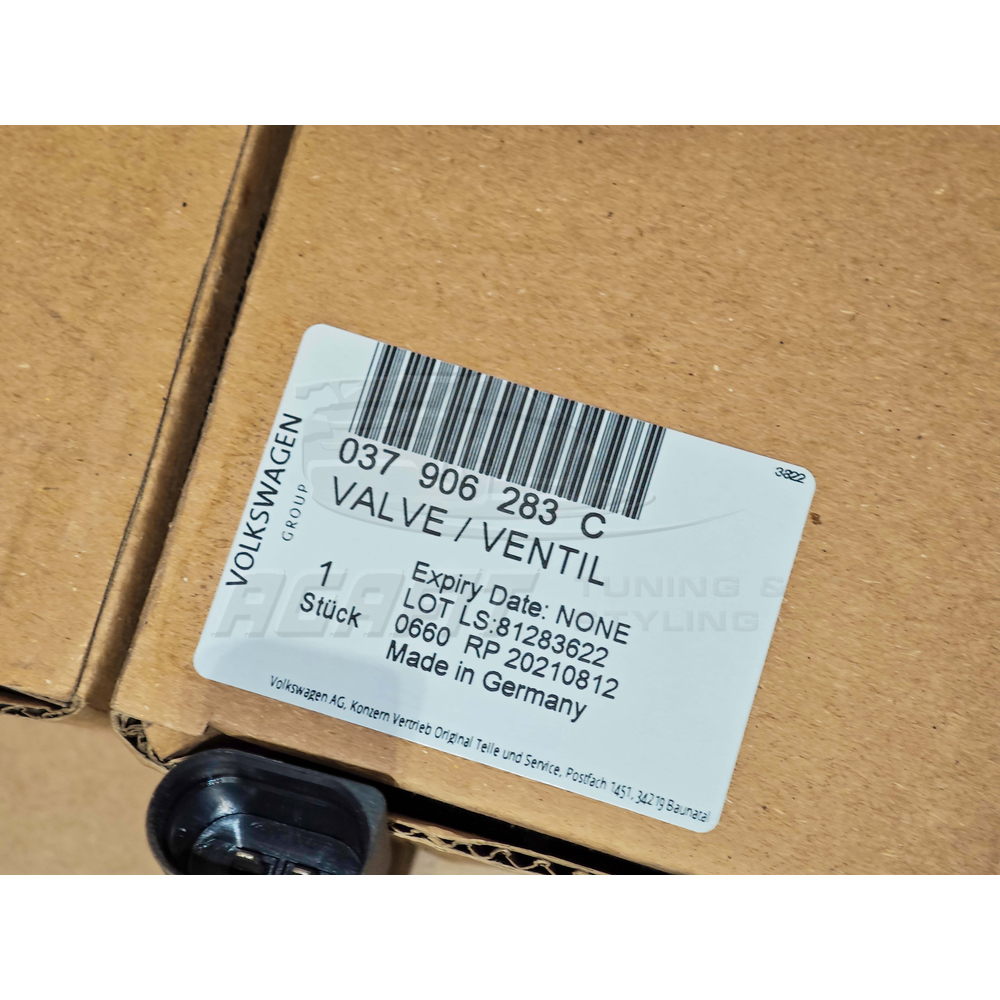 3822
037 906 283 C
VALVE / VENTIL
VOLKSWAGEN
GROUP
1
Stück
Expiry Date: NONE
LOT LS:81283622
0660 RP 20210812
Made in Germany
Volkswagen AG, Konzern Vertrieb Original Teile und Service, Postfach 1451, 34219 Baunatal
TUNING &
STYLING